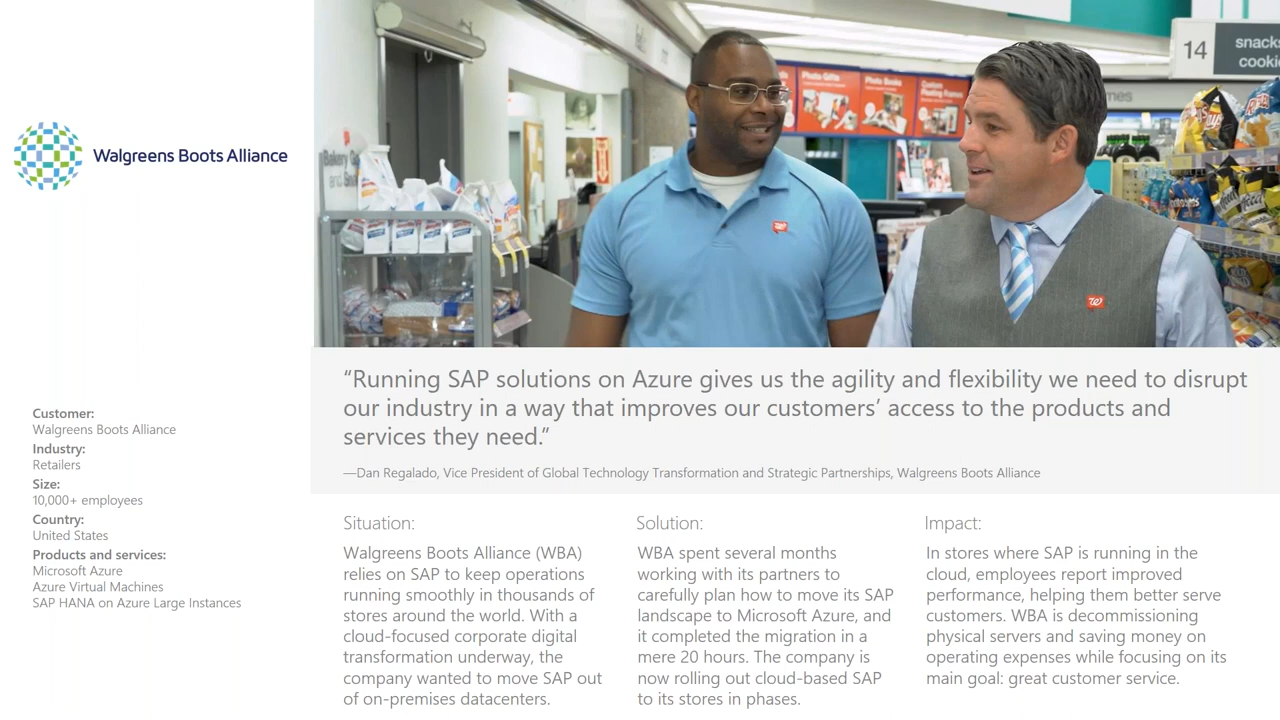 14
snacks
cookie
Photo Gifts
Photo Books
Custom
Bakery
and
Walgreens Boots Alliance
“Running SAP solutions on Azure gives us the agility and flexibility we need to disrupt
our industry in a way that improves our customers’ access to the products and
services they need.”
—Dan Regalado, Vice President of Global Technology Transformation and Strategic Partnerships, Walgreens Boots Alliance
Customer:
Walgreens Boots Alliance
Industry:
Retailers
Size:
10,000+ employees
Country:
United States
Products and services:
Microsoft Azure
Azure Virtual Machines
SAP HANA on Azure Large Instances
Situation:
Walgreens Boots Alliance (WBA)
relies on SAP to keep operations
running smoothly in thousands of
stores around the world. With a
cloud-focused corporate digital
transformation underway, the
company wanted to move SAP out
of on-premises datacenters.
Solution:
WBA spent several months
working with its partners to
carefully plan how to move its SAP
landscape to Microsoft Azure, and
it completed the migration in a
mere 20 hours. The company is
now rolling out cloud-based SAP
to its stores in phases.
Impact:
In stores where SAP is running in the
cloud, employees report improved
performance, helping them better serve
customers. WBA is decommissioning
physical servers and saving money on
operating expenses while focusing on its
main goal: great customer service.